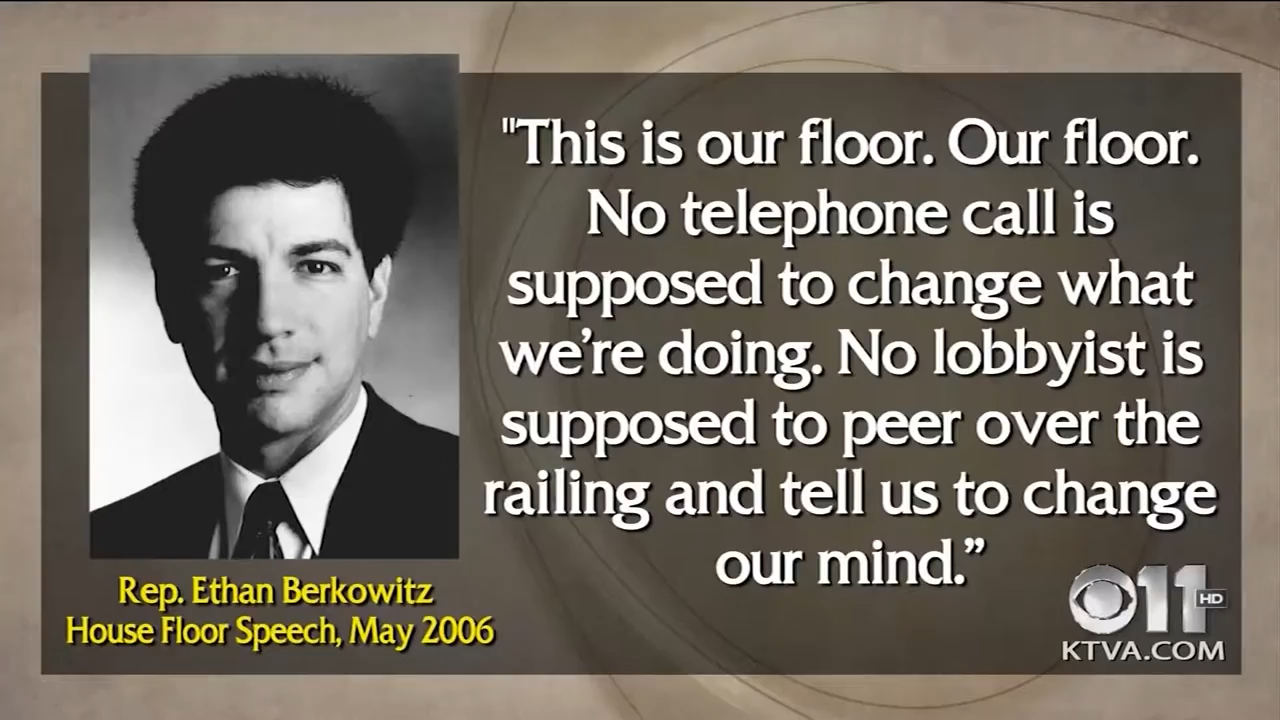 "This is our floor. Our floor.
No telephone call is
supposed to change what
we're doing. No lobbyist is
supposed to peer over the
railing and tell us to change
our mind.”
Rep. Ethan Berkowitz
House Floor Speech, May 2006
11 HD
KTVA.COM